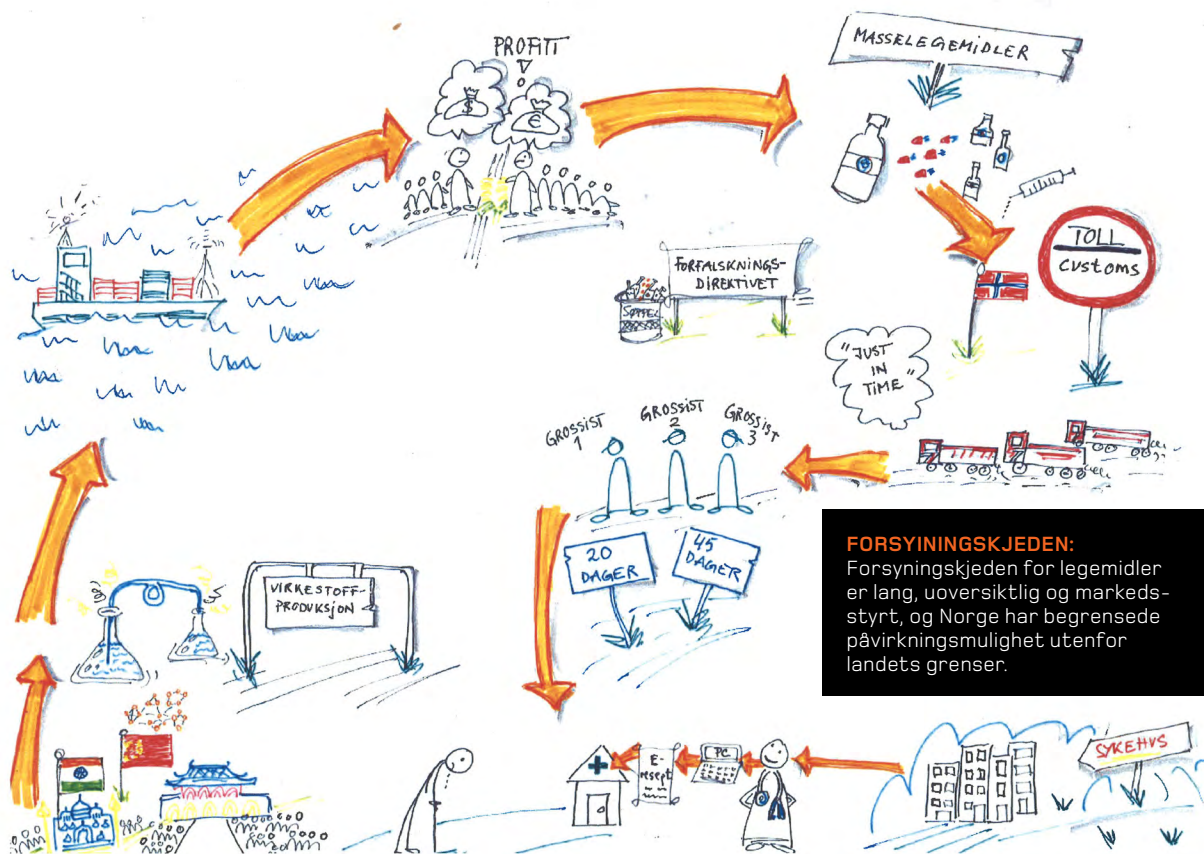 PROFITT
$
€
MASSELEGEMIDLER
TOLL
customs
FORFALSKNINGS-
DIREKTIVET
SØPPEL
"JUST
IN
TIME"
GROSSIST
1
GROSSIST
2
GROSSIST
3
20
DAGER
45
DAGER
VIRKESTOFF-
PRODUKSJON
FORSYININGSKJEDEN:
Forsyningskjeden for legemidler
er lang, uoversiktlig og markeds-
styrt, og Norge har begrensede
påvirkningsmulighet utenfor
landets grenser.
E-
resept
PC
SYKEHUS